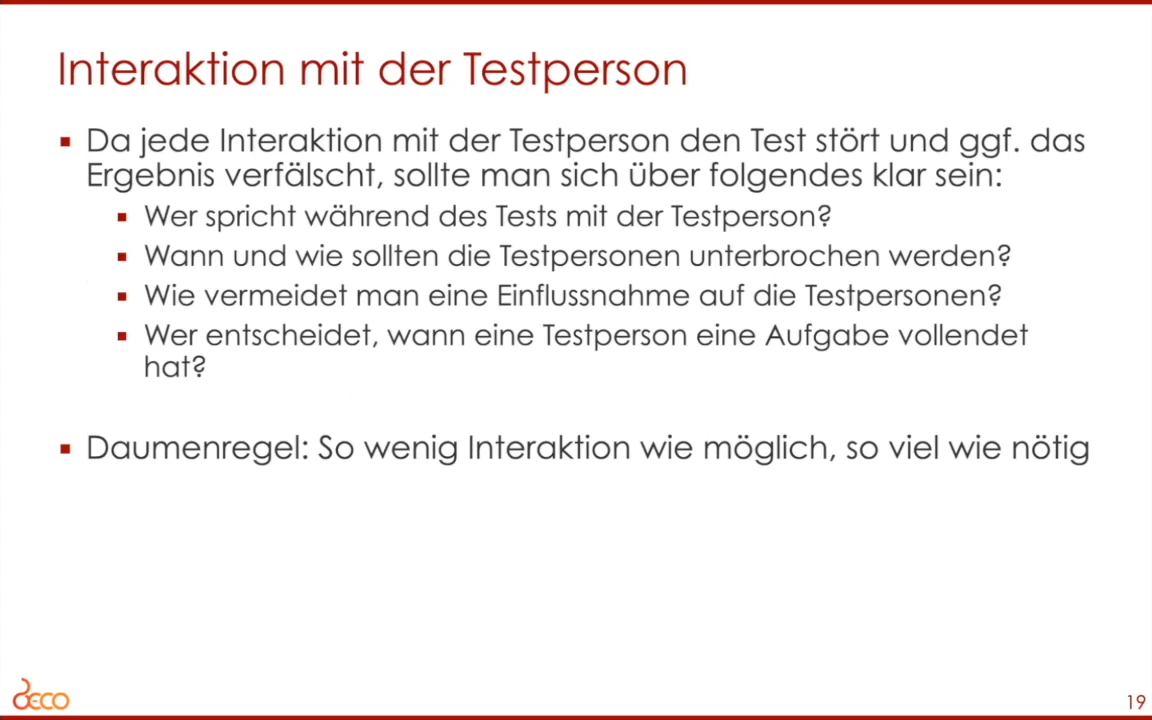 Interaktion mit der Testperson
Da jede Interaktion mit der Testperson den Test stört und ggf. das
Ergebnis verfälscht, sollte man sich über folgendes klar sein:
Wer spricht während des Tests mit der Testperson?
Wann und wie sollten die Testpersonen unterbrochen werden?
Wie vermeidet man eine Einflussnahme auf die Testpersonen?
Wer entscheidet, wann eine Testperson eine Aufgabe vollendet
hat?
Daumenregel: So wenig Interaktion wie möglich, so viel wie nötig
DECO
19